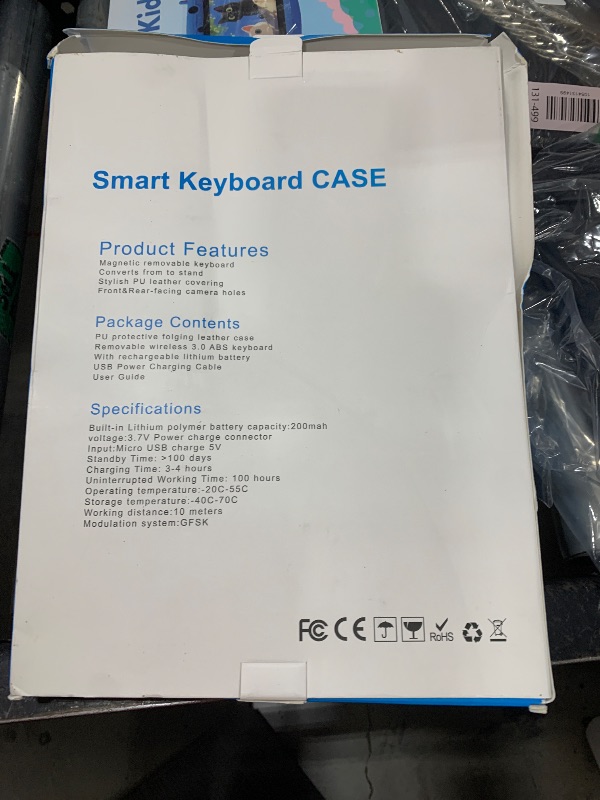 Kid
131-499
Smart Keyboard CASE
Product Features
Magnetic removable keyboard
Converts from to stand
Stylish PU leather covering
Front&Rear-facing camera holes
Package Contents
PU protective folging leather case
Removable wireless 3.0 ABS keyboard
With rechargeable lithium battery
USB Power Charging Cable
User Guide
Specifications
Built-in Lithium polymer battery capacity:200mah
voltage:3.7V Power charge connector
Input:Micro USB charge 5V
Standby Time: >100 days
Charging Time: 3-4 hours
Uninterrupted Working Time: 100 hours
Operating temperature:-20C-55C
Storage temperature:-40C-70C
Working distance:10 meters
Modulation system:GFSK
FC CE RoHS